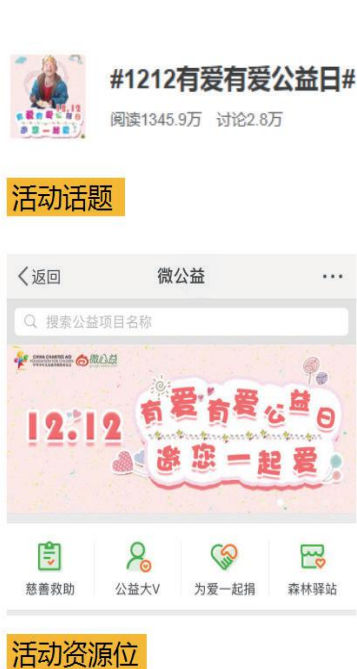 #1212有爱有爱公益日#
阅读1345.9万 讨论2.8万
活动话题
返回 微公益 ...
搜索公益项目名称
微公益
12.12 有爱有爱公益日
邀您一起爱
慈善救助 公益大V 为爱一起捐 森林驿站
活动资源位